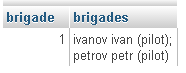 brigade brigades
1 ivanov ivan (pilot);
petrov petr (pilot)